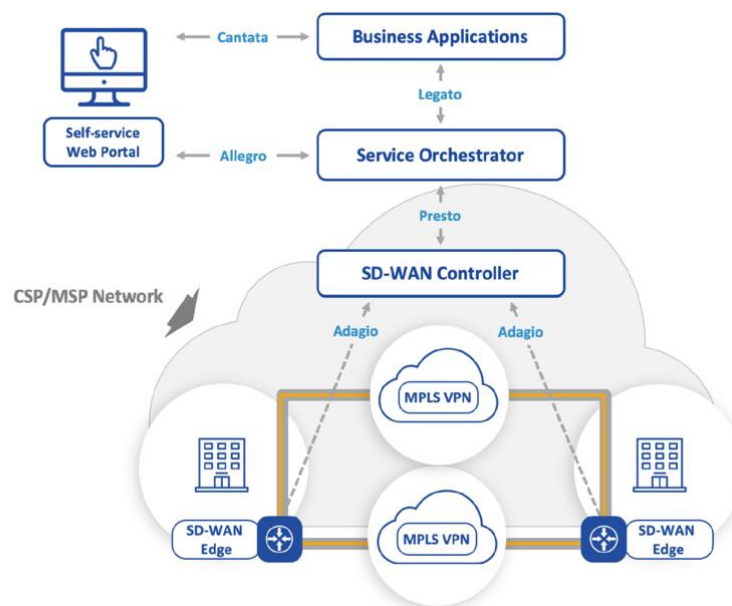 Cantata
Business Applications
Legato
Self-service
Web Portal
Allegro
Service Orchestrator
Presto
SD-WAN Controller
CSP/MSP Network
Adagio
Adagio
MPLS VPN
SD-WAN
Edge
MPLS VPN
SD-WAN
Edge